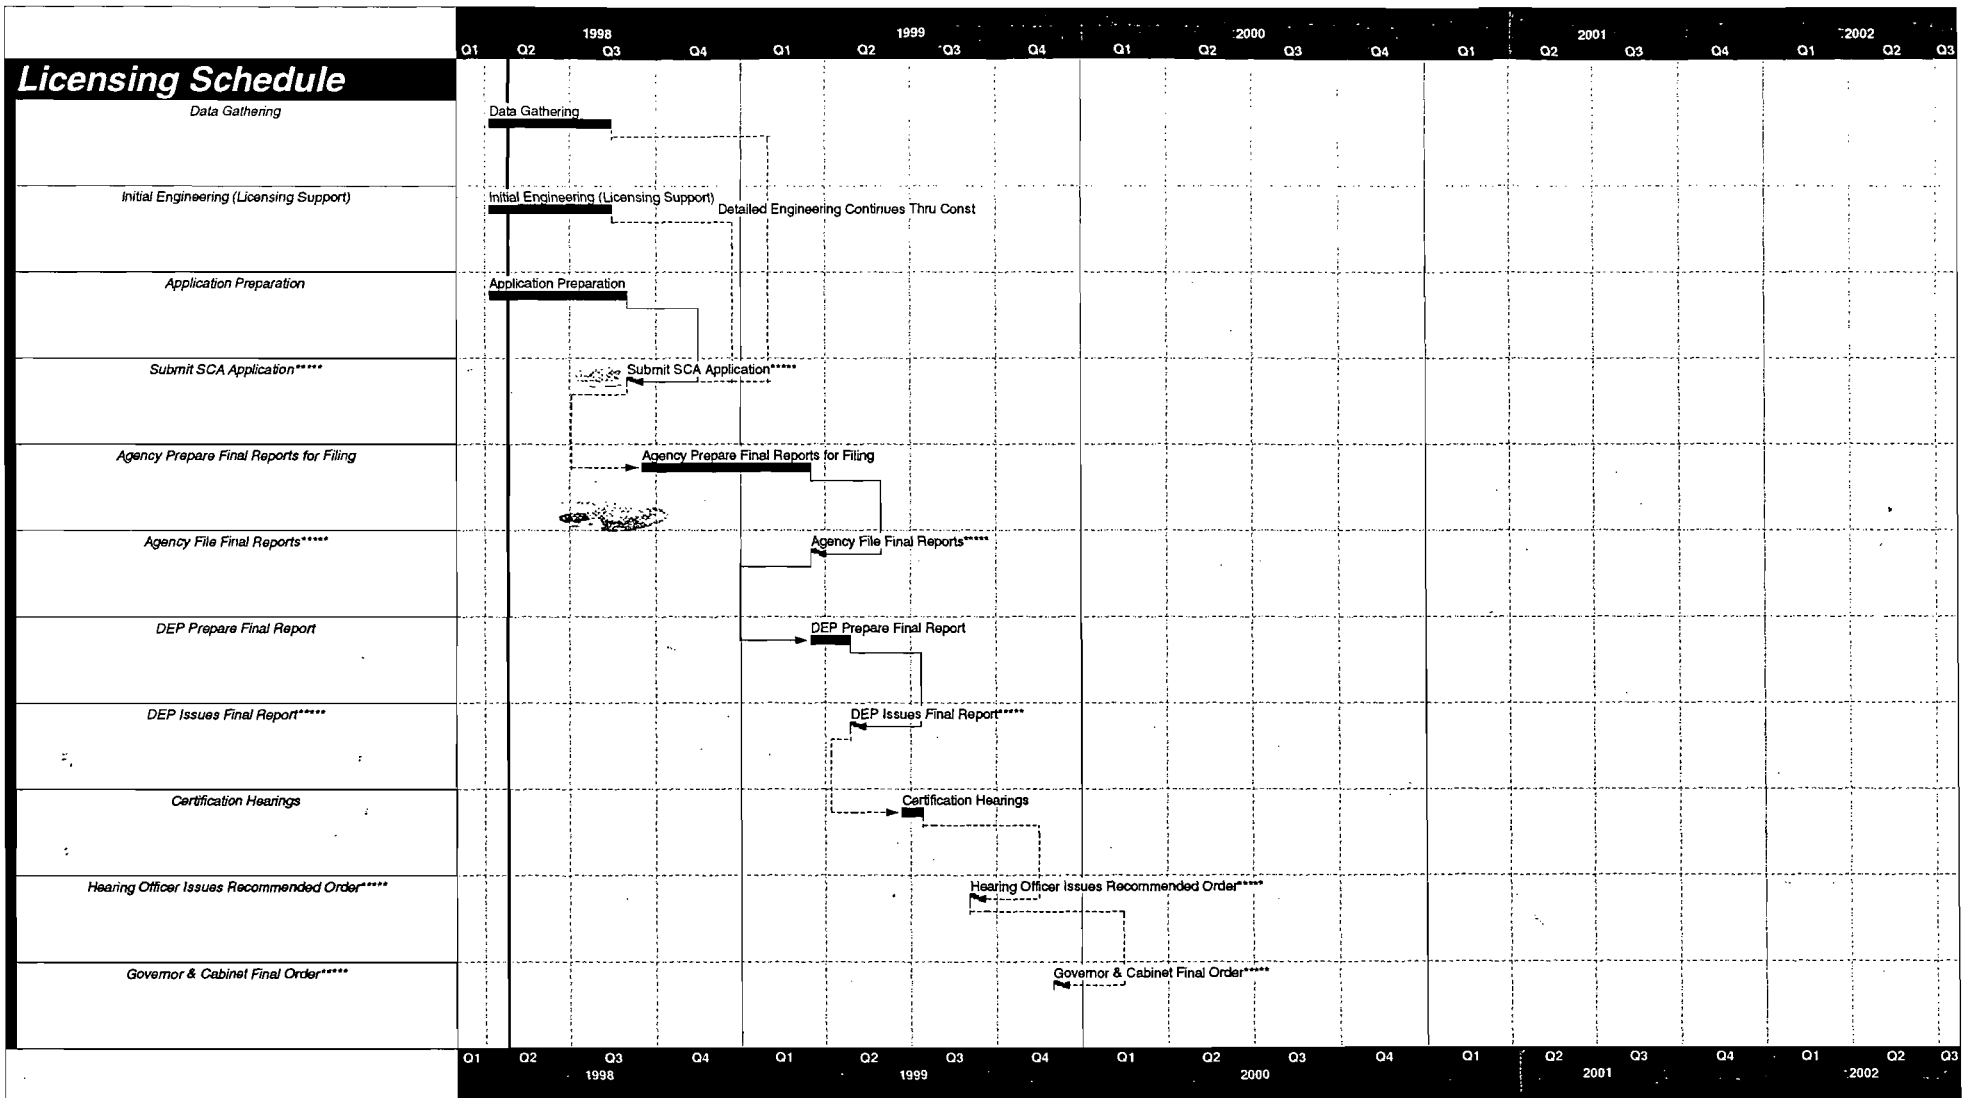 1998 1999 2000 2001 2002
Q1 Q2 Q3 Q4 Q1 Q2 Q3 Q4 Q1 Q2 Q3 Q4 Q1 Q2 Q3 Q4 Q1 Q2 Q3
Licensing Schedule
Data Gathering
Data Gathering
Initial Engineering (Licensing Support)
Initial Engineering (Licensing Support)
Detailed Engineering Continues Thru Const
Application Preparation
Application Preparation
Submit SCA Application*****
Submit SCA Application*****
Agency Prepare Final Reports for Filing
Agency Prepare Final Reports for Filing
Agency File Final Reports*****
Agency File Final Reports*****
DEP Prepare Final Report
DEP Prepare Final Report
DEP Issues Final Report*****
DEP Issues Final Report*****
Certification Hearings
Certification Hearings
Hearing Officer Issues Recommended Order*****
Hearing Officer Issues Recommended Order*****
Governor & Cabinet Final Order*****
Governor & Cabinet Final Order*****
Q1 Q2 Q3 Q4 Q1 Q2 Q3 Q4 Q1 Q2 Q3 Q4 Q1 Q2 Q3 Q4 Q1 Q2 Q3
1998 1999 2000 2001 2002